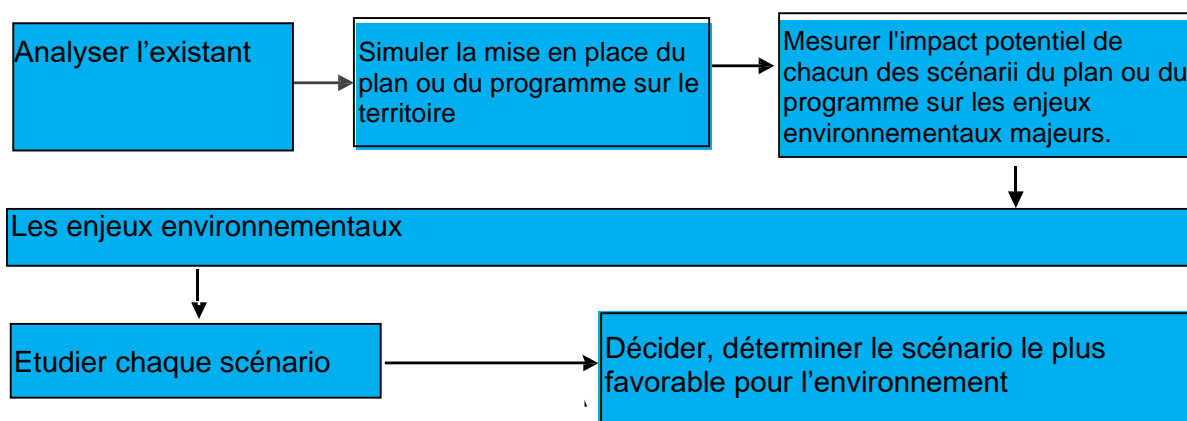 Analyser l’existant
Simuler la mise en place du
plan ou du programme sur le
territoire
Mesurer l'impact potentiel de
chacun des scénarii du plan ou du
programme sur les enjeux
environnementaux majeurs.
Les enjeux environnementaux
Etudier chaque scénario
Décider, déterminer le scénario le plus
favorable pour l’environnement